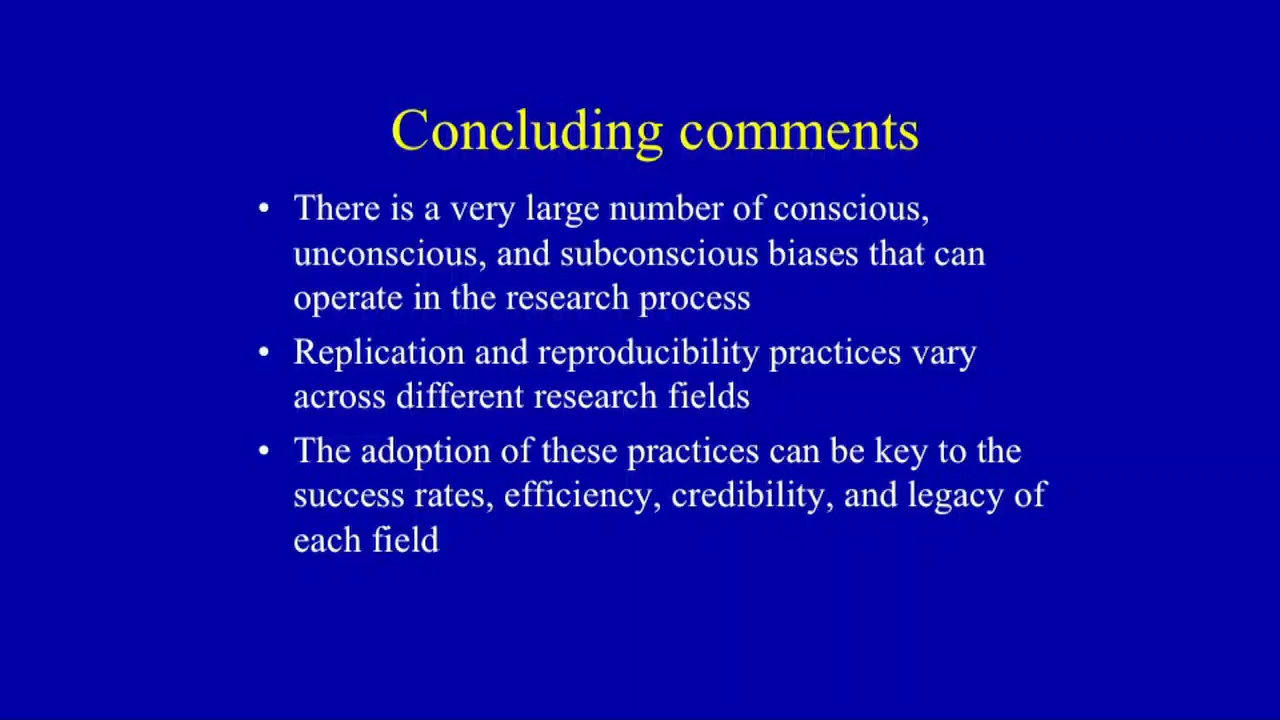 Concluding comments
• There is a very large number of conscious,
unconscious, and subconscious biases that can
operate in the research process
• Replication and reproducibility practices vary
across different research fields
• The adoption of these practices can be key to the
success rates, efficiency, credibility, and legacy of
each field